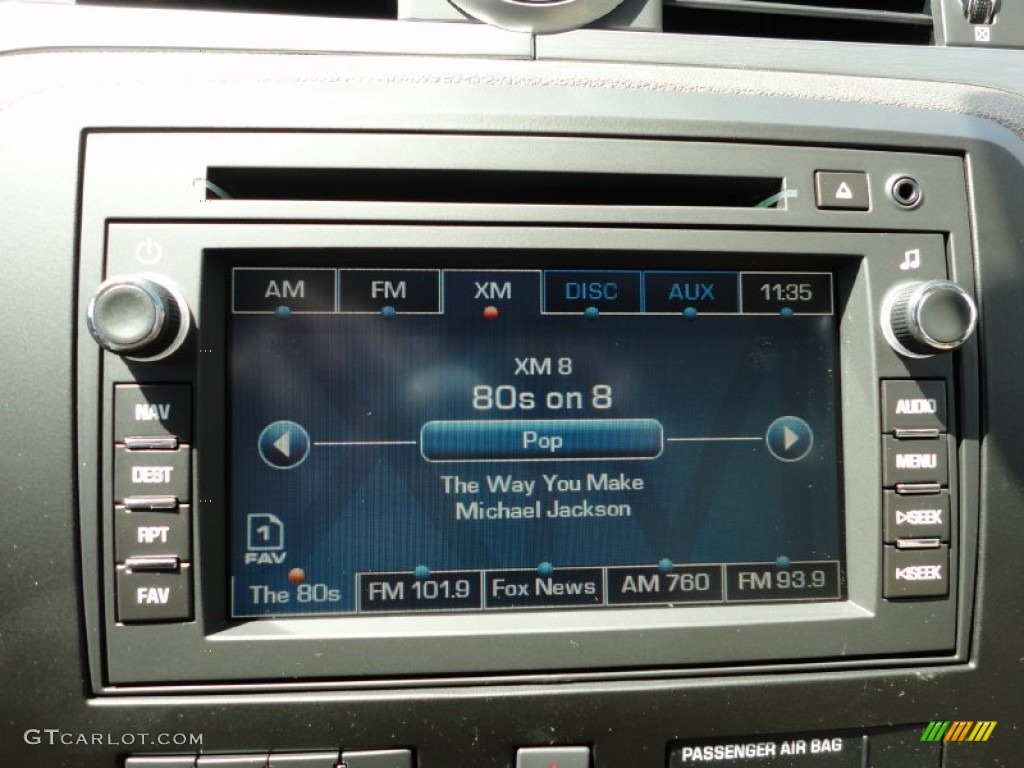 AM FM XM DISC AUX 11:35
XM 8
80s on 8
Pop
The Way You Make
Michael Jackson
1
FAV
The 80s FM 101.9 Fox News AM 760 FM 93.9
NAV
DEST
RPT
FAV
AUDIO
MENU
SEEK
SEEK
PASSENGER AIR BAG
GTCARLOT.COM